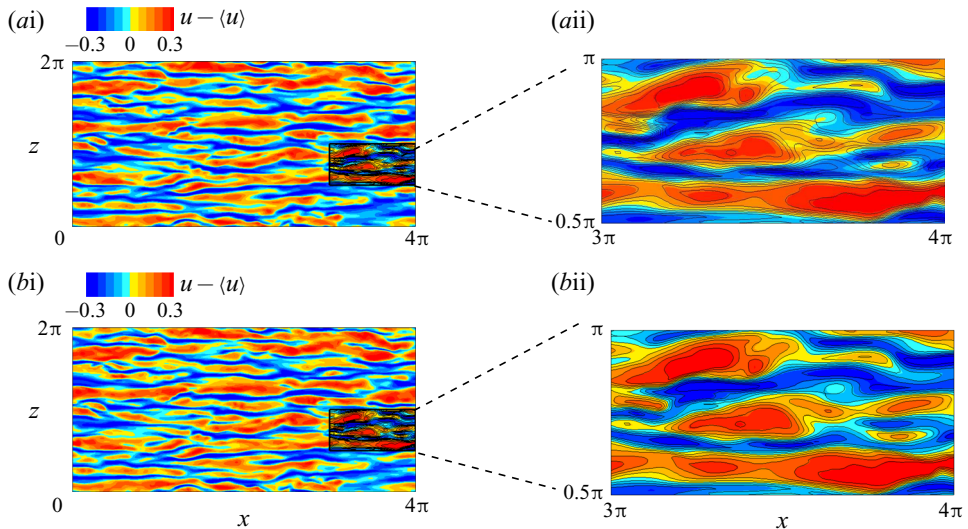 (ai)
u − ⟨u⟩
−0.3 0 0.3
2π
z
0
4π
(aii)
π
0.5π
3π
4π
(bi)
u − ⟨u⟩
−0.3 0 0.3
2π
z
0
x
4π
(bii)
π
0.5π
3π
x
4π